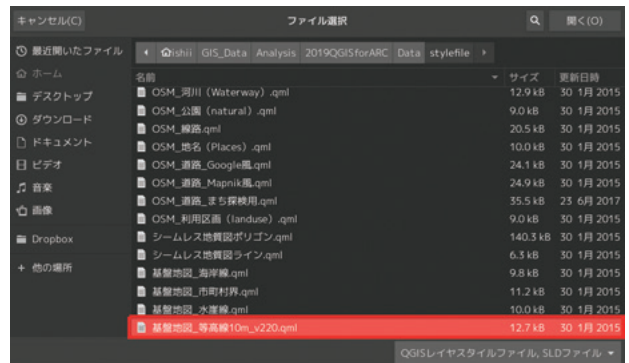 キャンセル(C) ファイル選択 開く(O)
最近開いたファイル
ホーム
デスクトップ
ダウンロード
ドキュメント
ビデオ
音楽
画像
Dropbox
+ 他の場所
ishii GIS_Data Analysis 2019QGISforARC Data stylefile
名前 サイズ 更新日時
OSM_河川 (Waterway) .qml 12.9 kB 30 1月 2015
OSM_公園 (natural) .qml 9.0 kB 30 1月 2015
OSM_線路.qml 20.5 kB 30 1月 2015
OSM_地名 (Places) .qml 10.0 kB 30 1月 2015
OSM_道路_Google風.qml 24.1 kB 30 1月 2015
OSM_道路_Mapnik風.qml 24.9 kB 30 1月 2015
OSM_道路_まち探検用.qml 35.5 kB 23 6月 2017
OSM_利用区画 (landuse) .qml 9.0 kB 30 1月 2015
シームレス地質図ポリゴン.qml 140.3 kB 30 1月 2015
シームレス地質図ライン.qml 6.3 kB 30 1月 2015
基盤地図_海岸線.qml 9.8 kB 30 1月 2015
基盤地図_市町村界.qml 11.2 kB 30 1月 2015
基盤地図_水崖線.qml 10.0 kB 30 1月 2015
基盤地図_等高線10m_v220.qml 12.7 kB 30 1月 2015
QGISレイヤスタイルファイル, SLDファイル